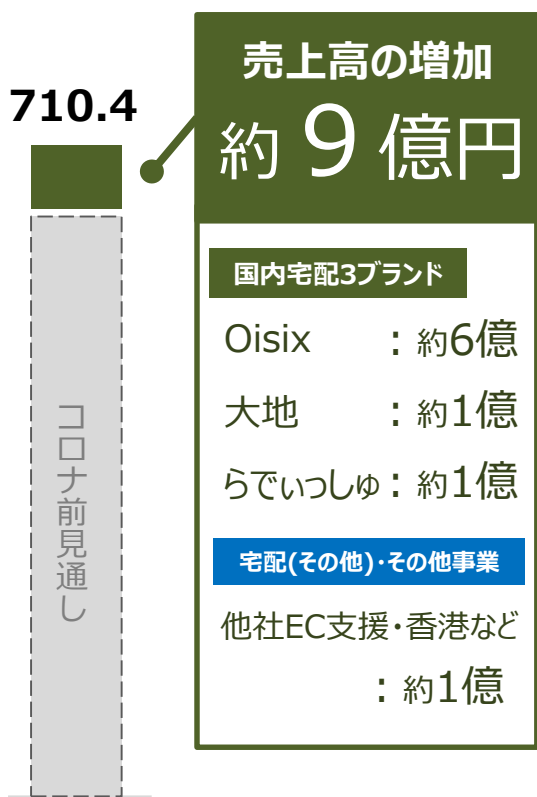 710.4
コロナ前見通し
売上高の増加
約9億円
国内宅配3ブランド
Oisix ：約6億
大地 ：約1億
らでぃっしゅ：約1億
宅配(その他)･その他事業
他社EC支援･香港など
：約1億